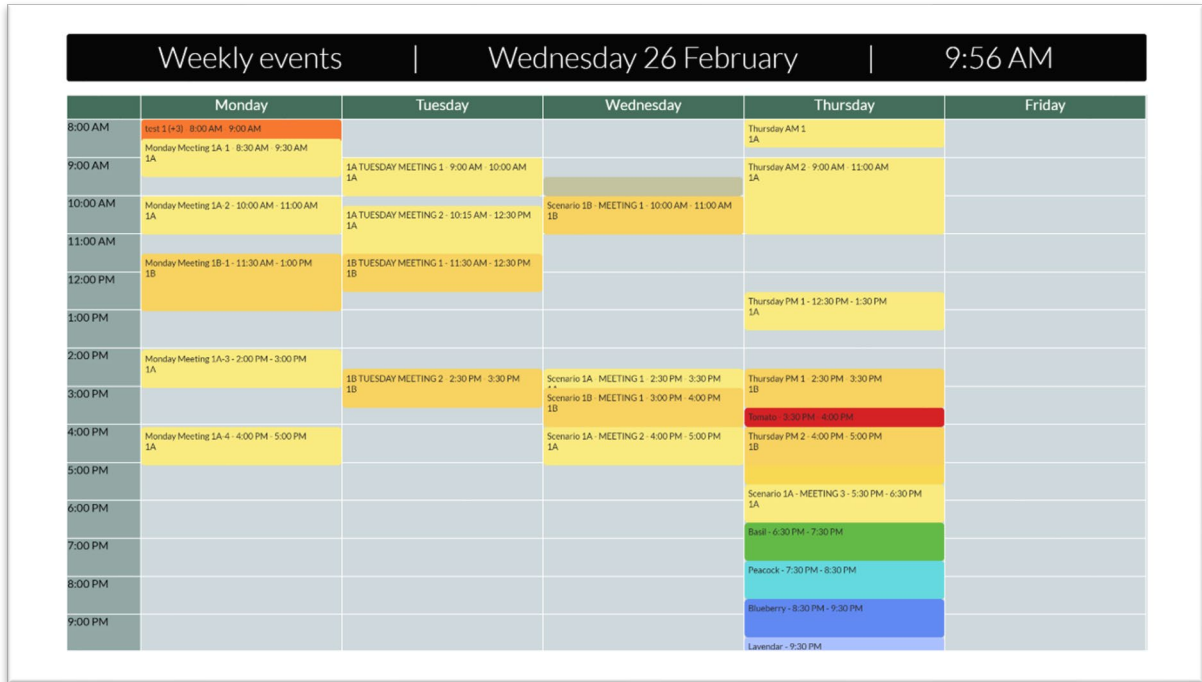 Weekly events | Wednesday 26 February | 9:56 AM
Monday Tuesday Wednesday Thursday Friday
8:00 AM
9:00 AM
10:00 AM
11:00 AM
12:00 PM
1:00 PM
2:00 PM
3:00 PM
4:00 PM
5:00 PM
6:00 PM
7:00 PM
8:00 PM
9:00 PM
test 1 (+3) - 8:00 AM - 9:00 AM
Monday Meeting 1A-1 - 8:30 AM - 9:30 AM
1A
Monday Meeting 1A-2 - 10:00 AM - 11:00 AM
1A
Monday Meeting 1B-1 - 11:30 AM - 1:00 PM
1B
Monday Meeting 1A-3 - 2:00 PM - 3:00 PM
1A
Monday Meeting 1A-4 - 4:00 PM - 5:00 PM
1A
1A TUESDAY MEETING 1 - 9:00 AM - 10:00 AM
1A
1A TUESDAY MEETING 2 - 10:15 AM - 12:30 PM
1A
1B TUESDAY MEETING 1 - 11:30 AM - 12:30 PM
1B
1B TUESDAY MEETING 2 - 2:30 PM - 3:30 PM
1B
Scenario 1B - MEETING 1 - 10:00 AM - 11:00 AM
1B
Scenario 1A - MEETING 1 - 2:30 PM - 3:30 PM
Scenario 1B - MEETING 1 - 3:00 PM - 4:00 PM
1B
Scenario 1A - MEETING 2 - 4:00 PM - 5:00 PM
1A
Thursday AM 1
1A
Thursday AM 2 - 9:00 AM - 11:00 AM
1A
Thursday PM 1 - 12:30 PM - 1:30 PM
1A
Thursday PM 1 - 2:30 PM - 3:30 PM
1B
Tomato - 3:30 PM - 4:00 PM
Thursday PM 2 - 4:00 PM - 5:00 PM
1B
Scenario 1A - MEETING 3 - 5:30 PM - 6:30 PM
1A
Basil - 6:30 PM - 7:30 PM
Peacock - 7:30 PM - 8:30 PM
Blueberry - 8:30 PM - 9:30 PM
Lavendar - 9:30 PM